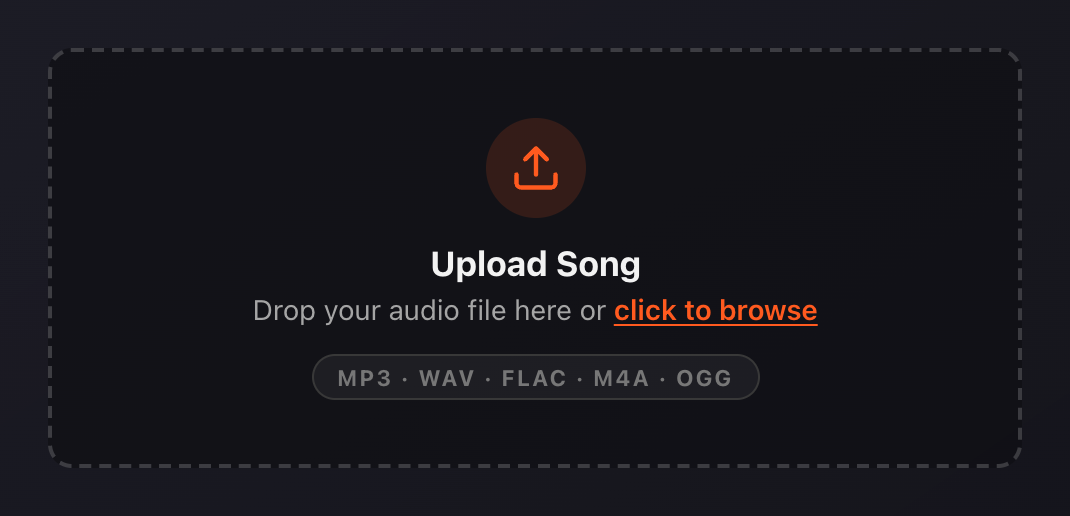 Upload Song
Drop your audio file here or click to browse
MP3 · WAV · FLAC · M4A · OGG